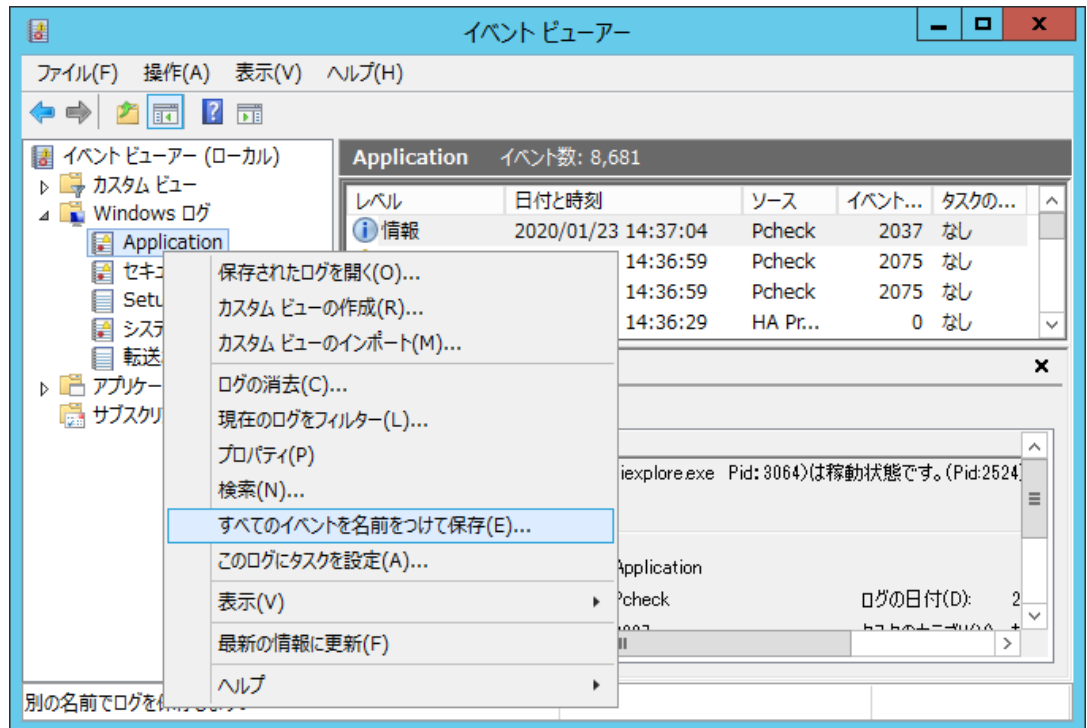 イベント ビューアー
ファイル(F) 操作(A) 表示(V) ヘルプ(H)
イベント ビューアー (ローカル)
カスタム ビュー
Windows ログ
Application
セキュ
Setu
システ
転送
アプリケー
サブスクリ
Application イベント数: 8,681
レベル 日付と時刻 ソース イベント... タスクの...
情報 2020/01/23 14:37:04 Pcheck 2037 なし
14:36:59 Pcheck 2075 なし
14:36:59 Pcheck 2075 なし
14:36:29 HA Pr... 0 なし
保存されたログを開く(O)...
カスタム ビューの作成(R)...
カスタム ビューのインポート(M)...
ログの消去(C)...
現在のログをフィルター(L)...
プロパティ(P)
検索(N)...
すべてのイベントを名前をつけて保存(E)...
このログにタスクを設定(A)...
表示(V)
最新の情報に更新(F)
ヘルプ
iexplore.exe Pid: 3064)は稼動状態です。(Pid:2524)
Application
Pcheck ログの日付(D): 2
別の名前でログを